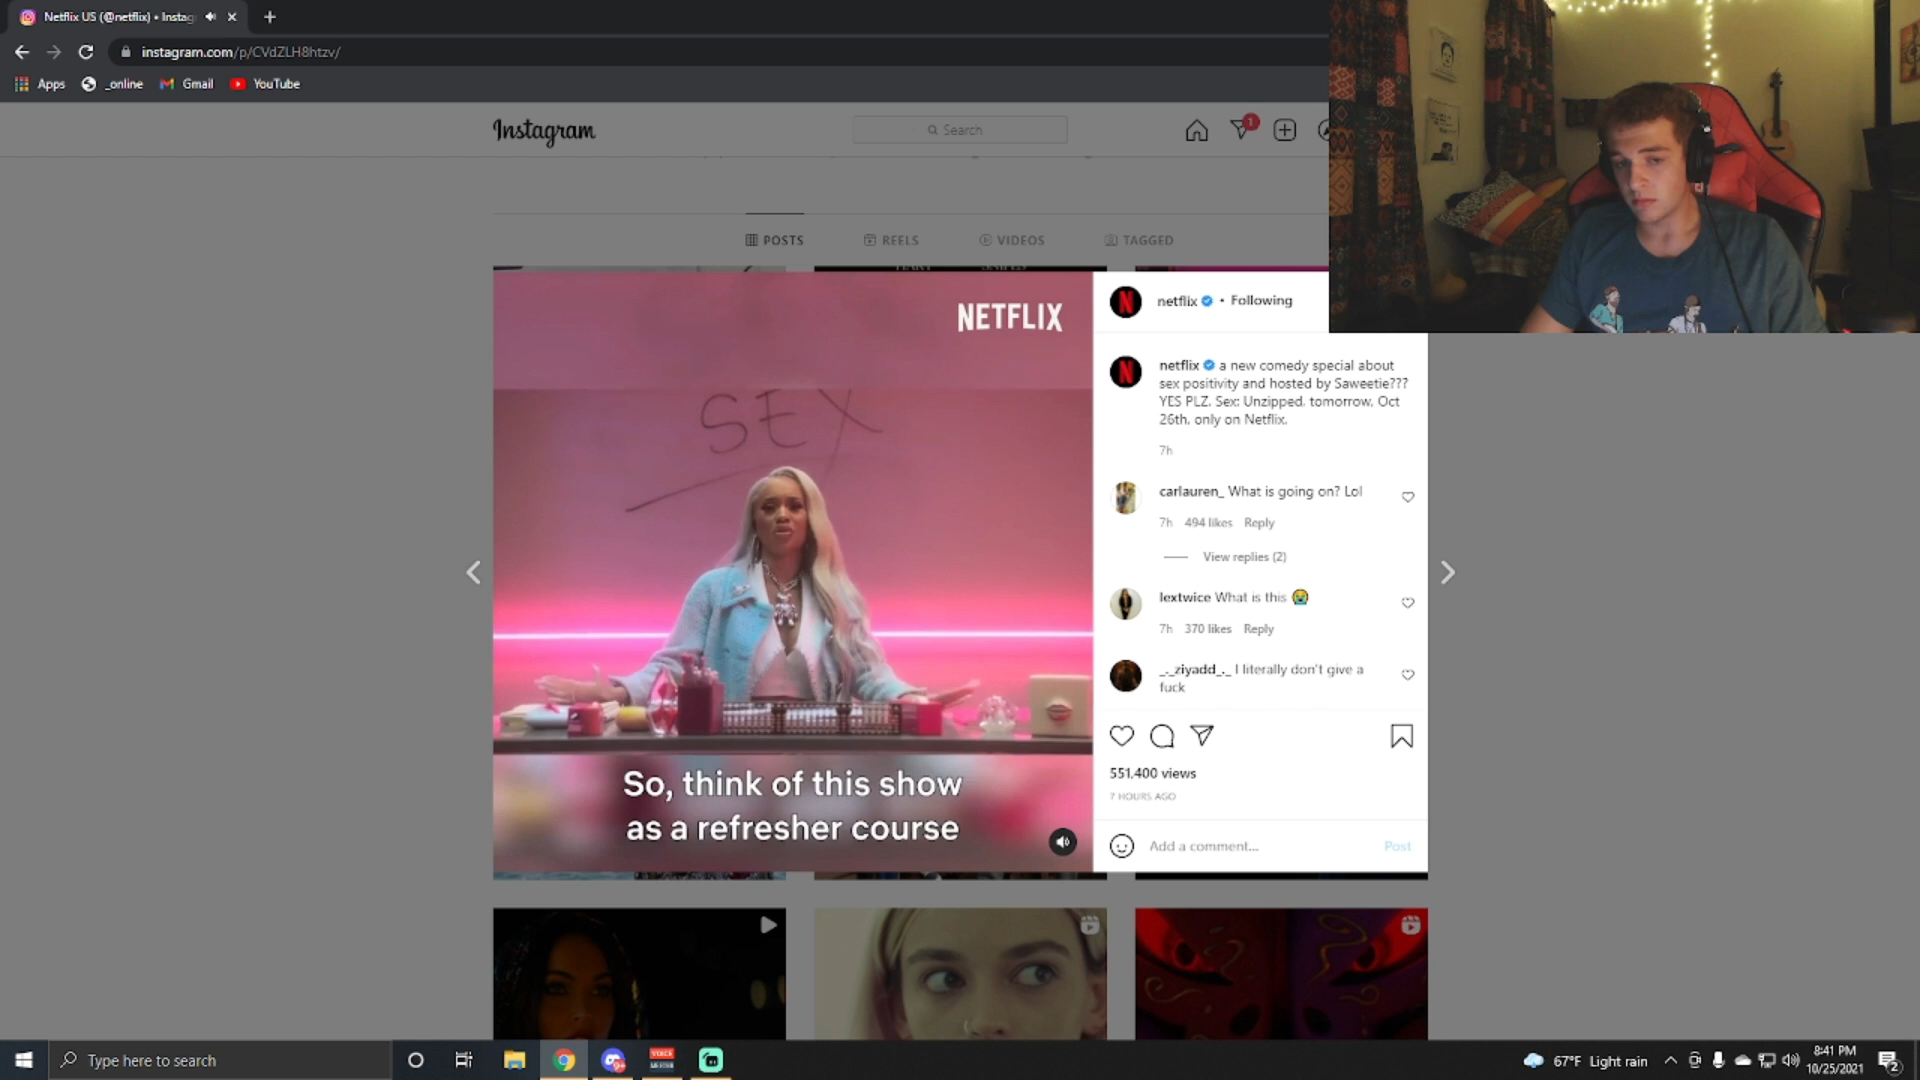 Netflix US (@netflix) • Instag
instagram.com/p/CVdZLH8htzv/
Apps
_online
Gmail
YouTube
Instagram
Search
1
POSTS
REELS
VIDEOS
TAGGED
NETFLIX
SEX
So, think of this show
as a refresher course
netflix • Following
netflix a new comedy special about
sex positivity and hosted by Saweetie???
YES PLZ. Sex: Unzipped, tomorrow, Oct
26th, only on Netflix.
7h
carlauren_ What is going on? Lol
7h 494 likes Reply
View replies (2)
lextwice What is this 😭
7h 370 likes Reply
_._ziyadd_._ I literally don't give a
fuck
551,400 views
7 HOURS AGO
Add a comment...
Post
Type here to search
67°F Light rain
8:41 PM
10/25/2021
2